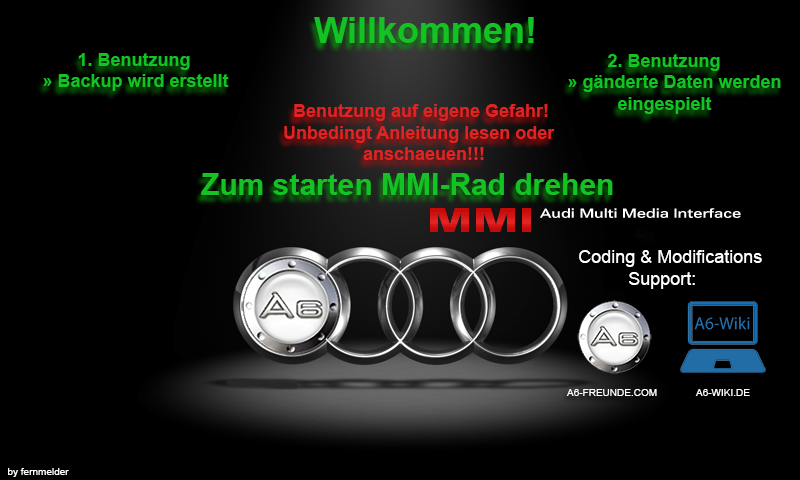 Willkommen!
1. Benutzung
» Backup wird erstellt
2. Benutzung
» gänderte Daten werden
eingespielt
Benutzung auf eigene Gefahr!
Unbedingt Anleitung lesen oder
anschaeuen!!!
Zum starten MMI-Rad drehen
MMI Audi Multi Media Interface
Coding & Modifications
Support:
A6
A6
A6-Wiki
A6-FREUNDE.COM
A6-WIKI.DE
by fernmelder